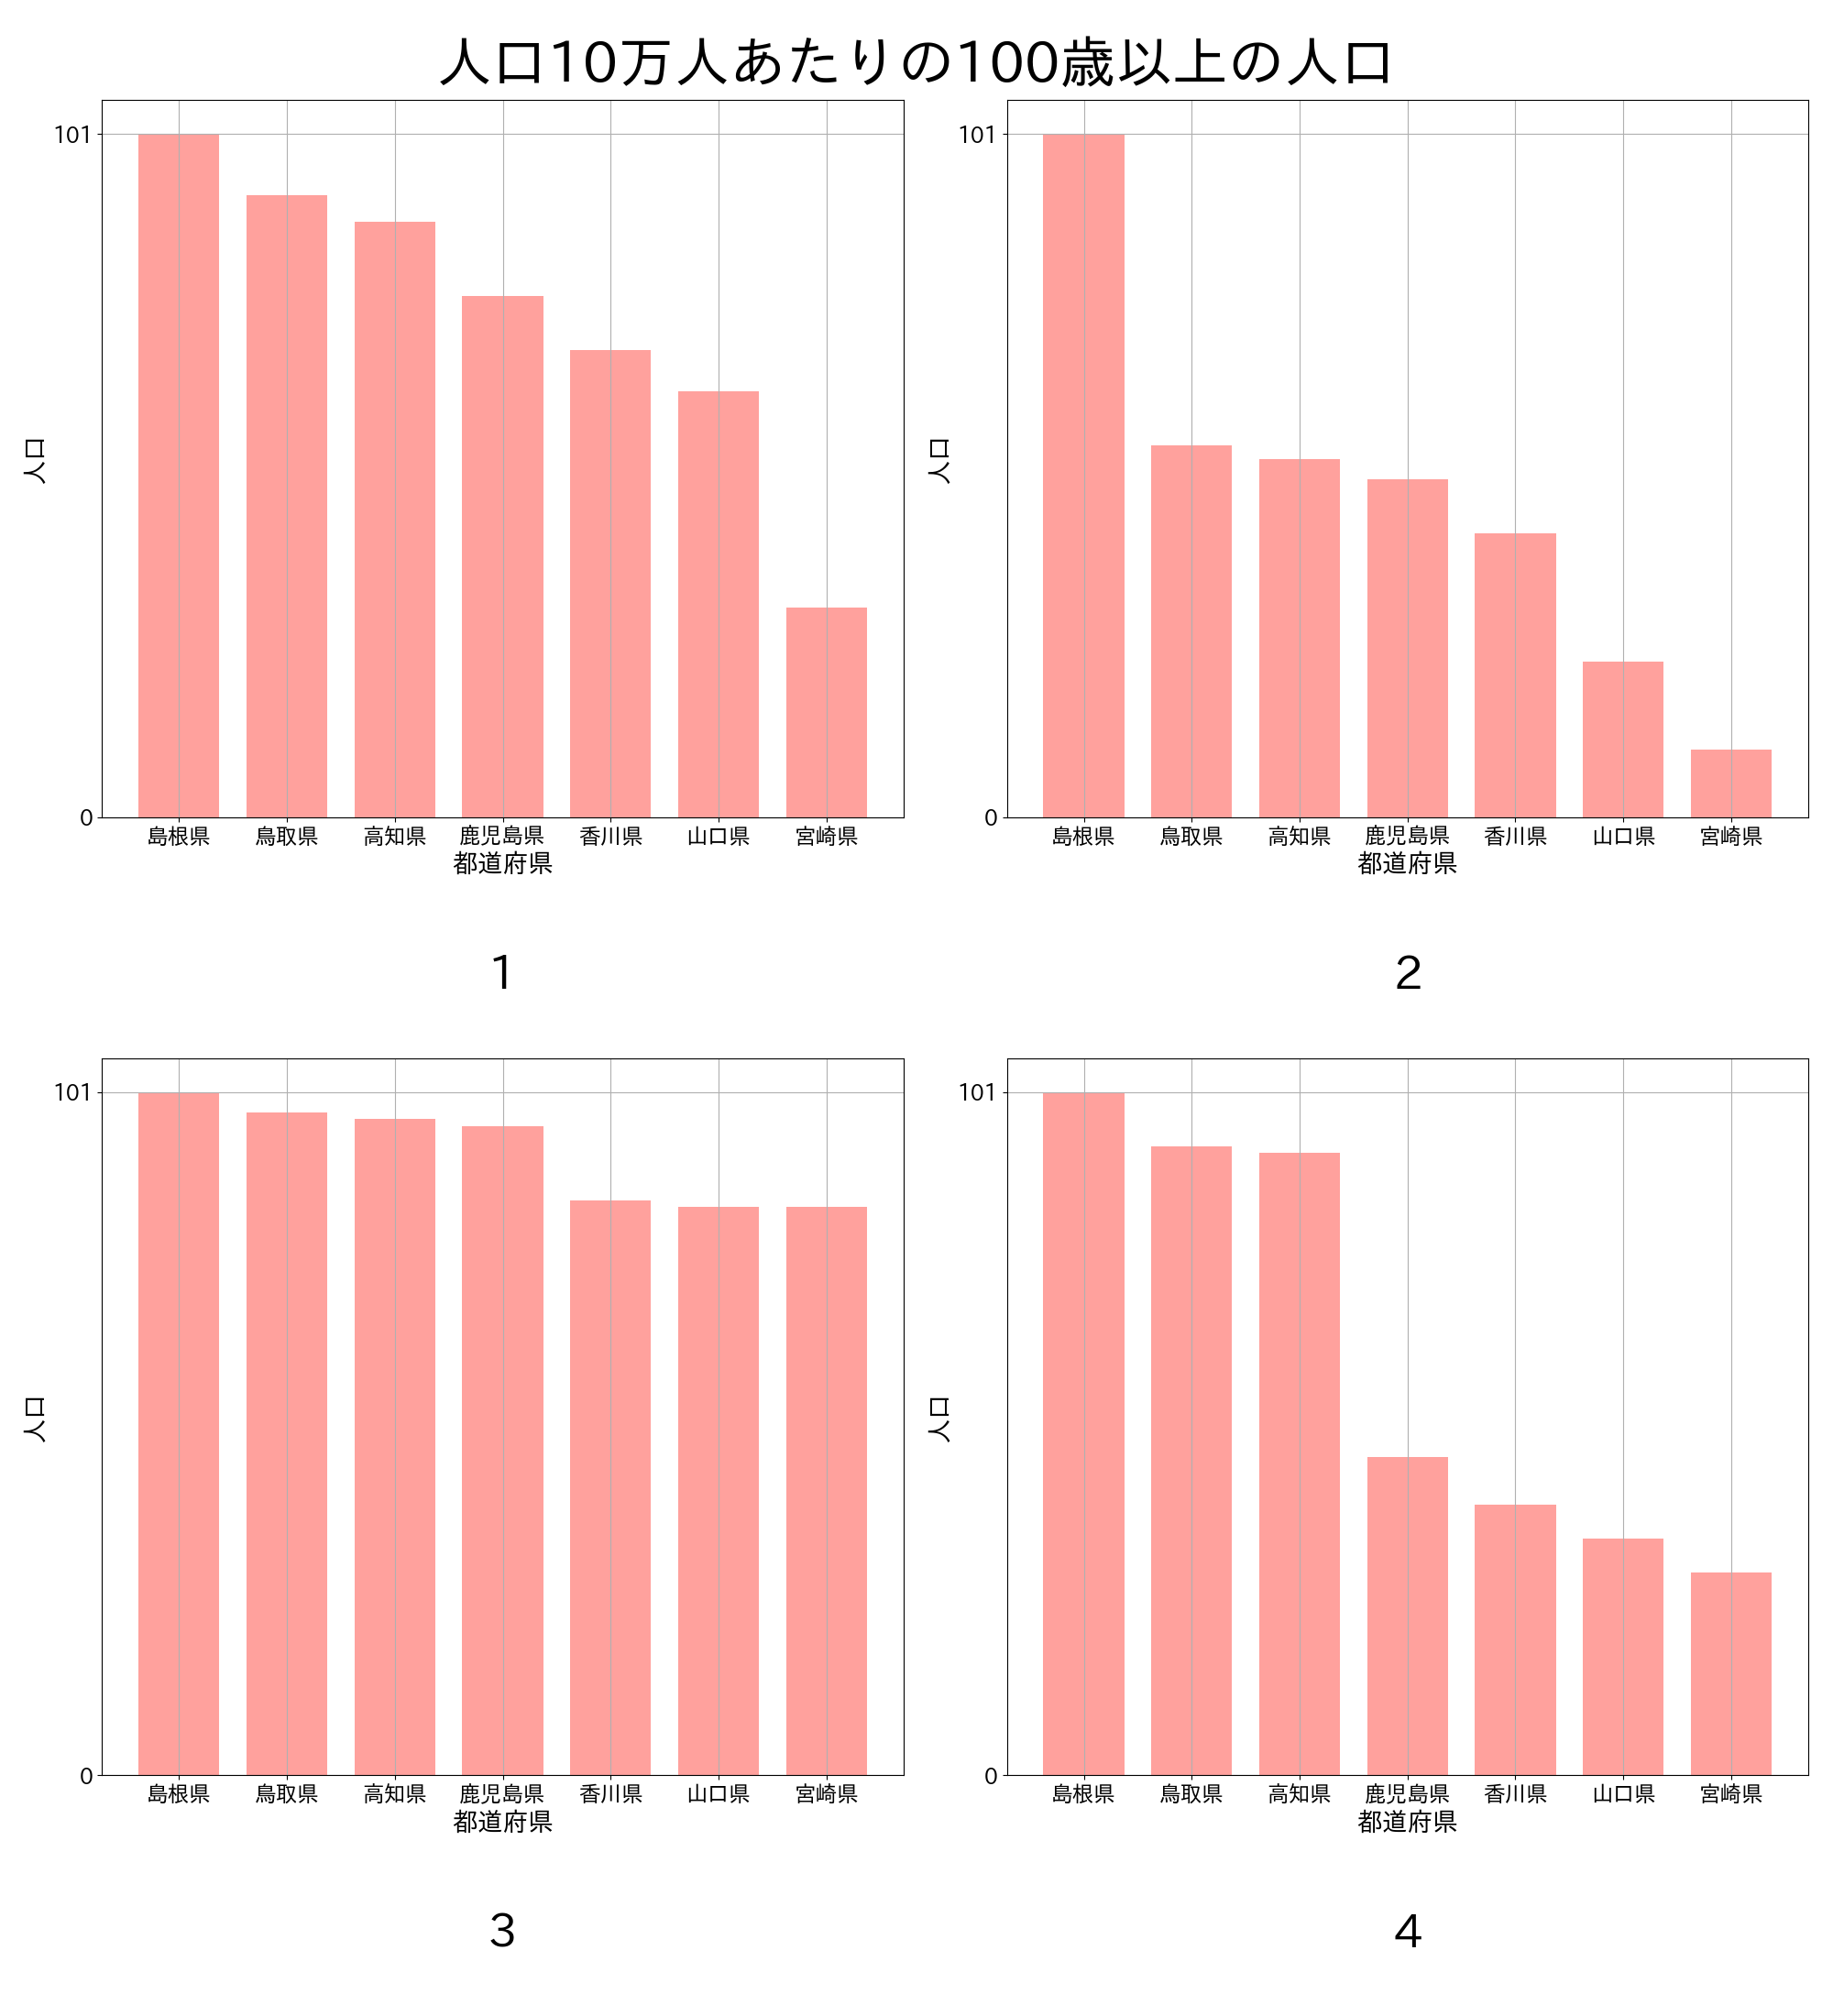 人口10万人あたりの100歳以上の人口
101
人口
0
島根県 鳥取県 高知県 鹿児島県 香川県 山口県 宮崎県
都道府県
1
101
人口
0
島根県 鳥取県 高知県 鹿児島県 香川県 山口県 宮崎県
都道府県
2
101
人口
0
島根県 鳥取県 高知県 鹿児島県 香川県 山口県 宮崎県
都道府県
3
101
人口
0
島根県 鳥取県 高知県 鹿児島県 香川県 山口県 宮崎県
都道府県
4